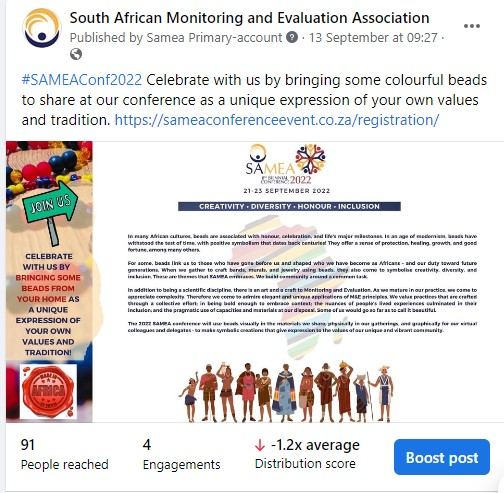 South African Monitoring and Evaluation Association
Published by Samea Primary-account
· 13 September at 09:27 ·
#SAMEAConf2022 Celebrate with us by bringing some colourful beads
to share at our conference as a unique expression of your own values
and tradition. https://sameaconferenceevent.co.za/registration/
JOIN US
CELEBRATE
WITH US BY
BRINGING SOME
BEADS FROM
YOUR HOME AS
A UNIQUE
EXPRESSION OF
YOUR OWN
VALUES AND
TRADITION!
AFRICA
SAMEA
8TH BIENNIAL
CONFERENCE 2022
21-23 SEPTEMBER 2022
CREATIVITY • DIVERSITY • HONOUR • INCLUSION
In many African cultures, beads are associated with honour, celebration, and life's major milestones. In an age of modernism, beads have
withstood the test of time, with positive symbolism that dates back centuries! They offer a sense of protection, healing, growth, and good
fortune, among many others.
For some, beads link us to those who have gone before us and shaped who we have become as Africans - and our duty toward future
generations. When we gather to craft bands, murals, and jewelry using beads, they also come to symbolise creativity, diversity, and
inclusion. These are themes that SAMEA embraces. We build community around a common task.
In addition to being a scientific discipline, there is an art and a craft to Monitoring and Evaluation. As we mature in our practice, we come to
appreciate complexity. Therefore we come to admire elegant and unique applications of M&E principles. We value practices that are crafted
through a collective effort; in being bold enough to embrace context; the nuances of people's lived experiences culminated in their
inclusion; and the pragmatic use of capacities and materials at our disposal. Some of us would go so far as to call it beautiful.
The 2022 SAMEA conference will use beads visually in the materials we share, physically in our gatherings, and graphically for our virtual
colleagues and delegates - to make symbolic creations that give expression to the values of our unique and vibrant community.
91
People reached
4
Engagements
-1.2x average
Distribution score
Boost post